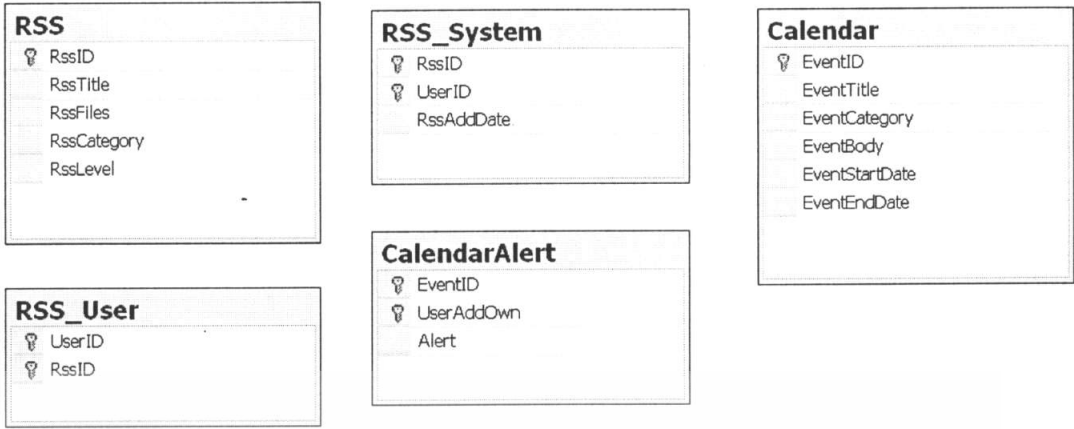 RSS
RssID
RssTitle
RssFiles
RssCategory
RssLevel
RSS_User
UserID
RssID
RSS_System
RssID
UserID
RssAddDate
CalendarAlert
EventID
UserAddOwn
Alert
Calendar
EventID
EventTitle
EventCategory
EventBody
EventStartDate
EventEndDate